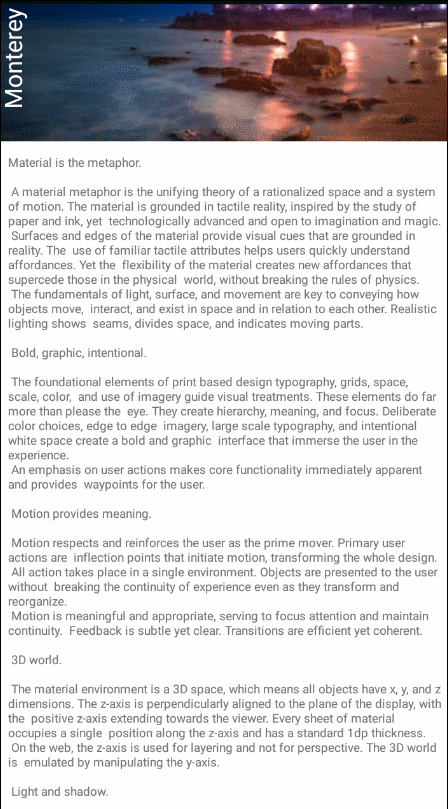 Monterey
Material is the metaphor.
A material metaphor is the unifying theory of a rationalized space and a system
of motion. The material is grounded in tactile reality, inspired by the study of
paper and ink, yet  technologically advanced and open to imagination and magic.
Surfaces and edges of the material provide visual cues that are grounded in
reality. The  use of familiar tactile attributes helps users quickly understand
affordances. Yet the  flexibility of the material creates new affordances that
supercede those in the physical  world, without breaking the rules of physics.
The fundamentals of light, surface, and movement are key to conveying how
objects move,  interact, and exist in space and in relation to each other. Realistic
lighting shows  seams, divides space, and indicates moving parts.
Bold, graphic, intentional.
The foundational elements of print based design typography, grids, space,
scale, color,  and use of imagery guide visual treatments. These elements do far
more than please the  eye. They create hierarchy, meaning, and focus. Deliberate
color choices, edge to edge  imagery, large scale typography, and intentional
white space create a bold and graphic  interface that immerse the user in the
experience.
An emphasis on user actions makes core functionality immediately apparent
and provides  waypoints for the user.
Motion provides meaning.
Motion respects and reinforces the user as the prime mover. Primary user
actions are  inflection points that initiate motion, transforming the whole design.
All action takes place in a single environment. Objects are presented to the user
without  breaking the continuity of experience even as they transform and
reorganize.
Motion is meaningful and appropriate, serving to focus attention and maintain
continuity.  Feedback is subtle yet clear. Transitions are efficient yet coherent.
3D world.
The material environment is a 3D space, which means all objects have x, y, and z
dimensions. The z-axis is perpendicularly aligned to the plane of the display, with
the  positive z-axis extending towards the viewer. Every sheet of material
occupies a single  position along the z-axis and has a standard 1dp thickness.
On the web, the z-axis is used for layering and not for perspective. The 3D world
is  emulated by manipulating the y-axis.
Light and shadow.